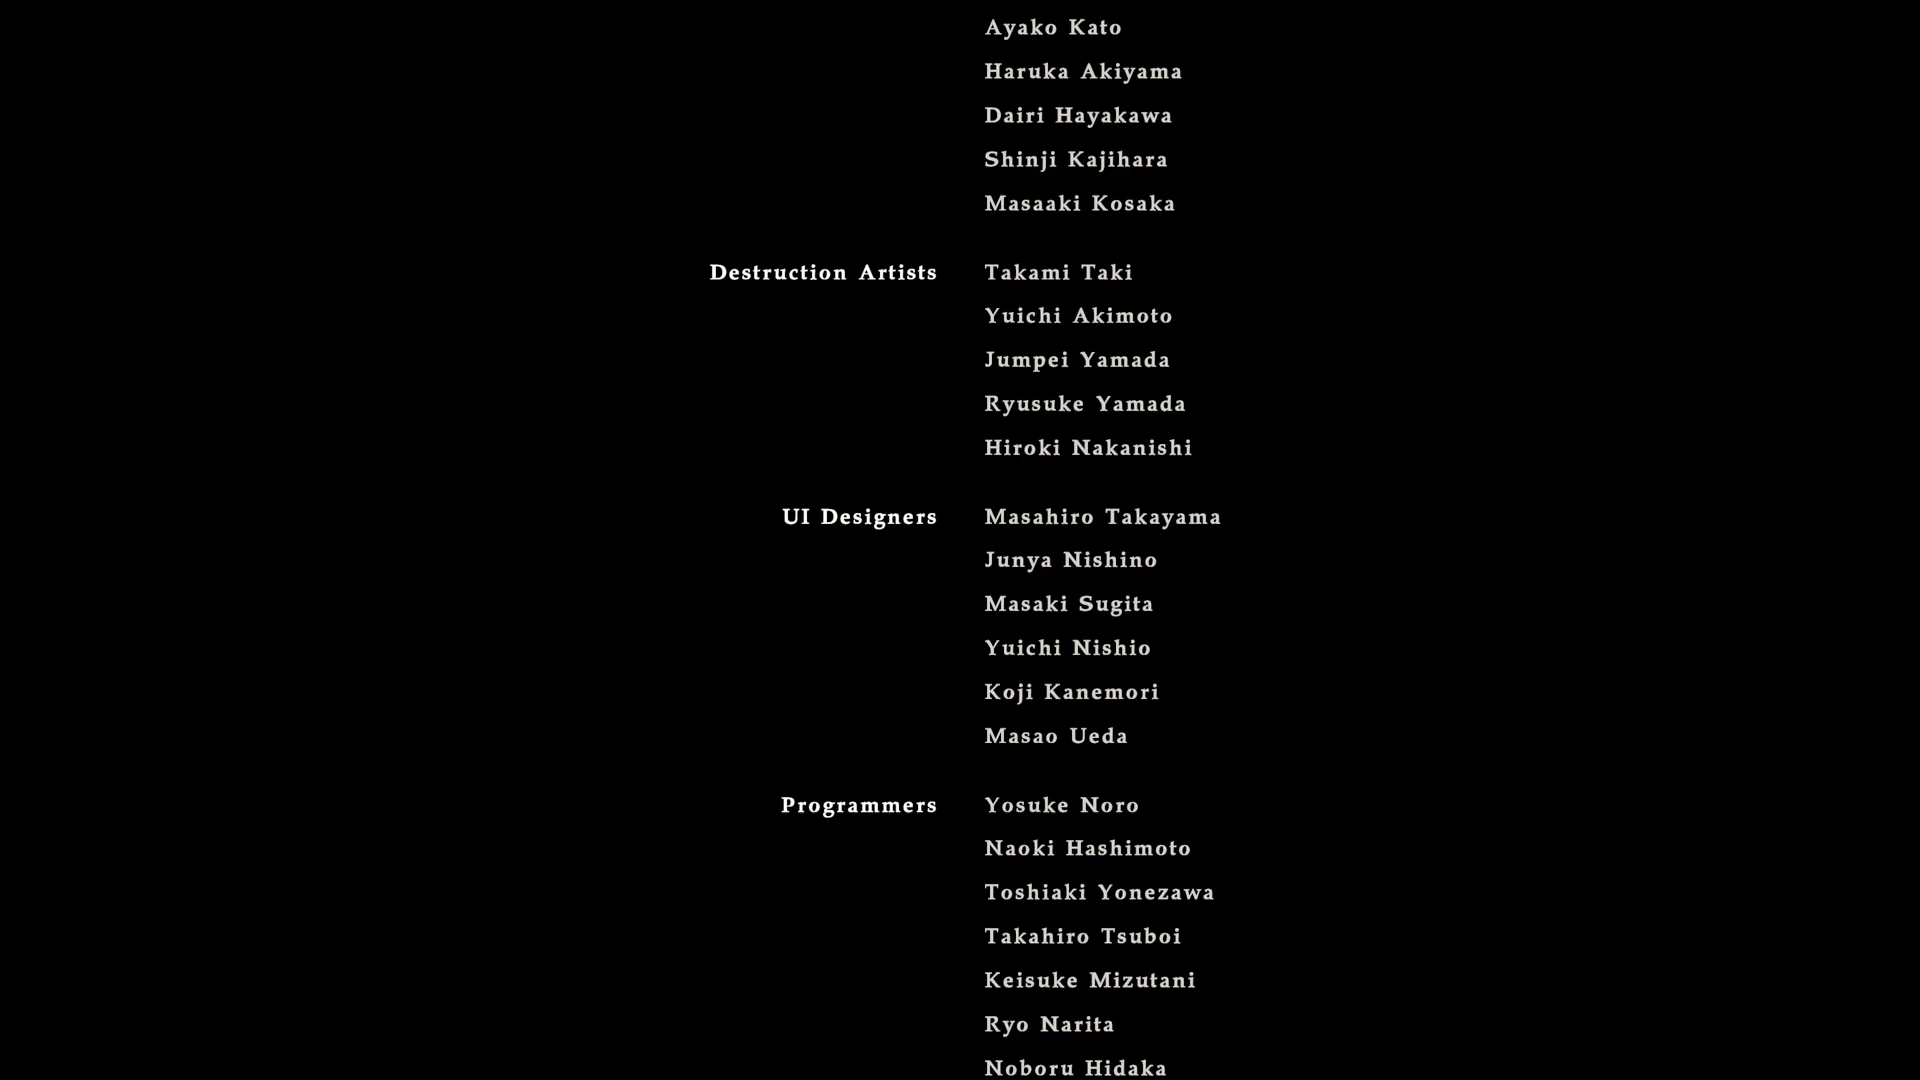 Ayako Kato
Haruka Akiyama
Dairi Hayakawa
Shinji Kajihara
Masaaki Kosaka
Destruction Artists Takami Taki
Yuichi Akimoto
Jumpei Yamada
Ryusuke Yamada
Hiroki Nakanishi
UI Designers Masahiro Takayama
Junya Nishino
Masaki Sugita
Yuichi Nishio
Koji Kanemori
Masao Ueda
Programmers Yosuke Noro
Naoki Hashimoto
Toshiaki Yonezawa
Takahiro Tsuboi
Keisuke Mizutani
Ryo Narita
Noboru Hidaka